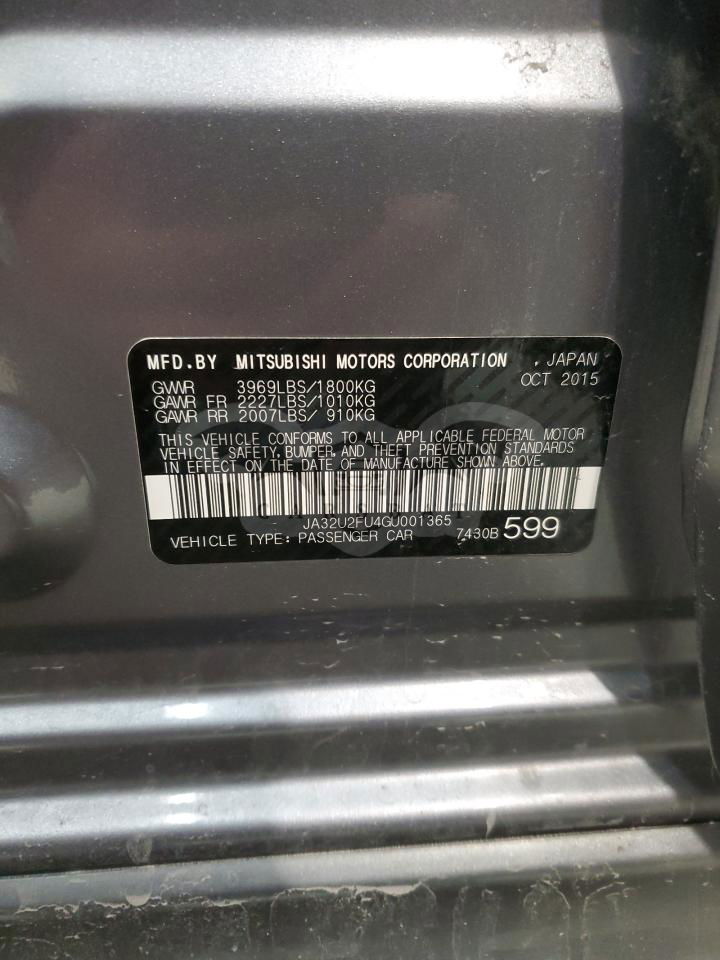 MFD.BY MITSUBISHI MOTORS CORPORATION , JAPAN
OCT 2015
GVWR 3969LBS/1800KG
GAWR FR 2227LBS/1010KG
GAWR RR 2007LBS/ 910KG
THIS VEHICLE CONFORMS TO ALL APPLICABLE FEDERAL MOTOR
VEHICLE SAFETY, BUMPER, AND THEFT PREVENTION STANDARDS
IN EFFECT ON THE DATE OF MANUFACTURE SHOWN ABOVE.
JA32U2FU4GU001365
VEHICLE TYPE: PASSENGER CAR 7430B 599